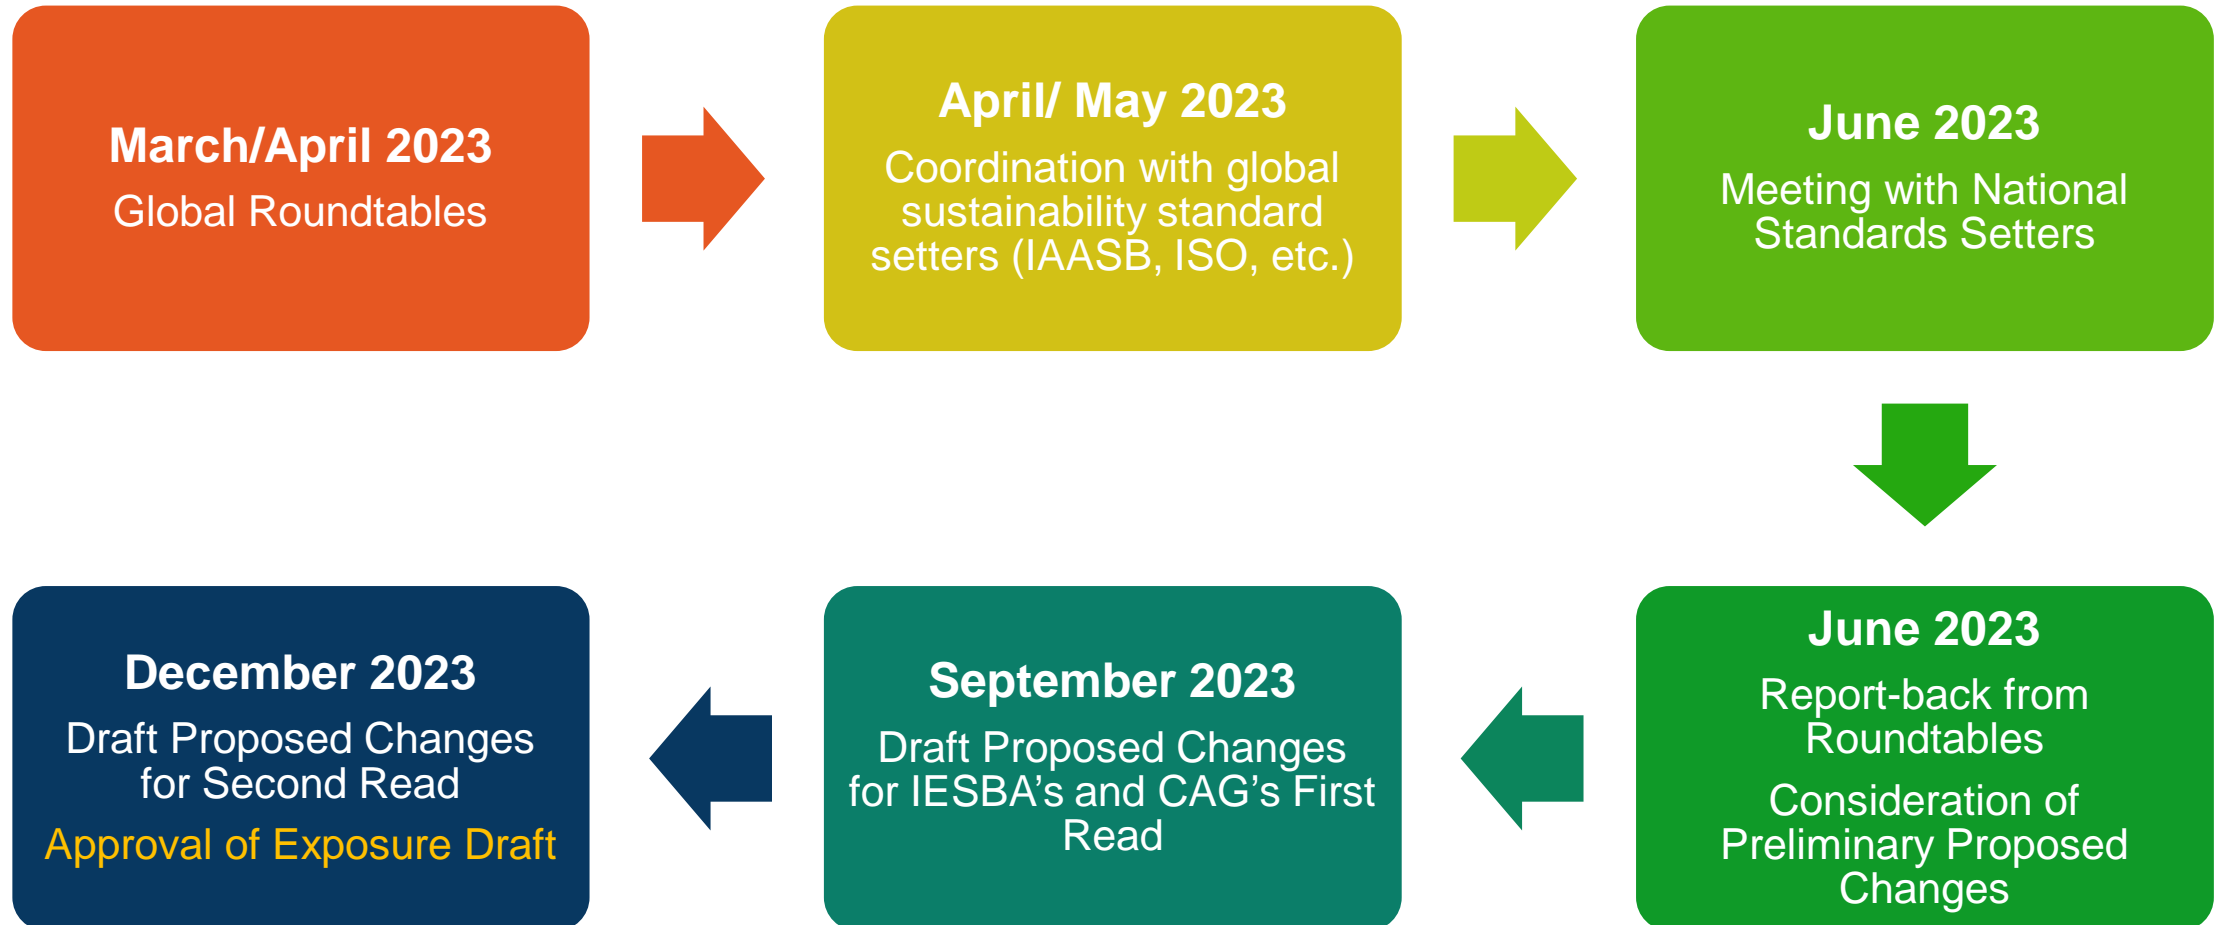 March/April 2023
Global Roundtables
April/ May 2023
Coordination with global
sustainability standard
setters (IAASB, ISO, etc.)
June 2023
Meeting with National
Standards Setters
June 2023
Report-back from
Roundtables
Consideration of
Preliminary Proposed
Changes
September 2023
Draft Proposed Changes
for IESBA’s and CAG’s First
Read
December 2023
Draft Proposed Changes
for Second Read
Approval of Exposure Draft